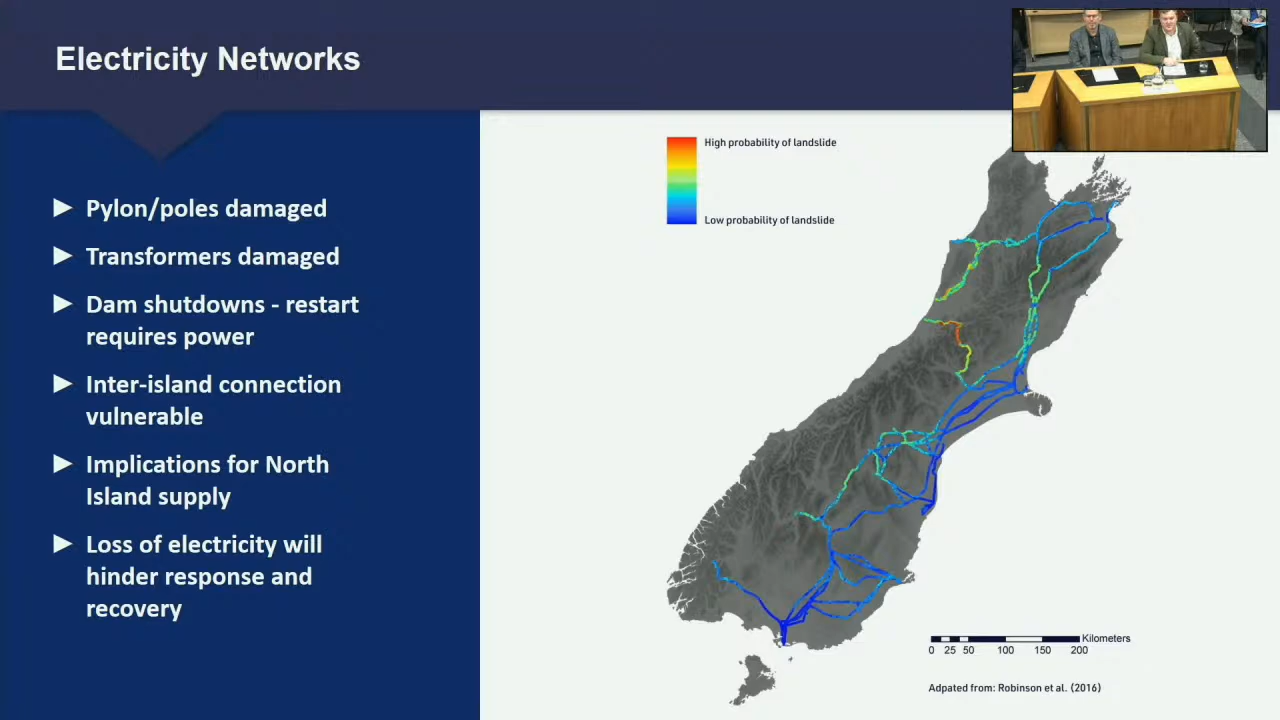 Electricity Networks
► Pylon/poles damaged
► Transformers damaged
► Dam shutdowns - restart
requires power
► Inter-island connection
vulnerable
► Implications for North
Island supply
► Loss of electricity will
hinder response and
recovery
High probability of landslide
Low probability of landslide
Kilometers
0 25 50 100 150 200
Adpated from: Robinson et al. (2016)